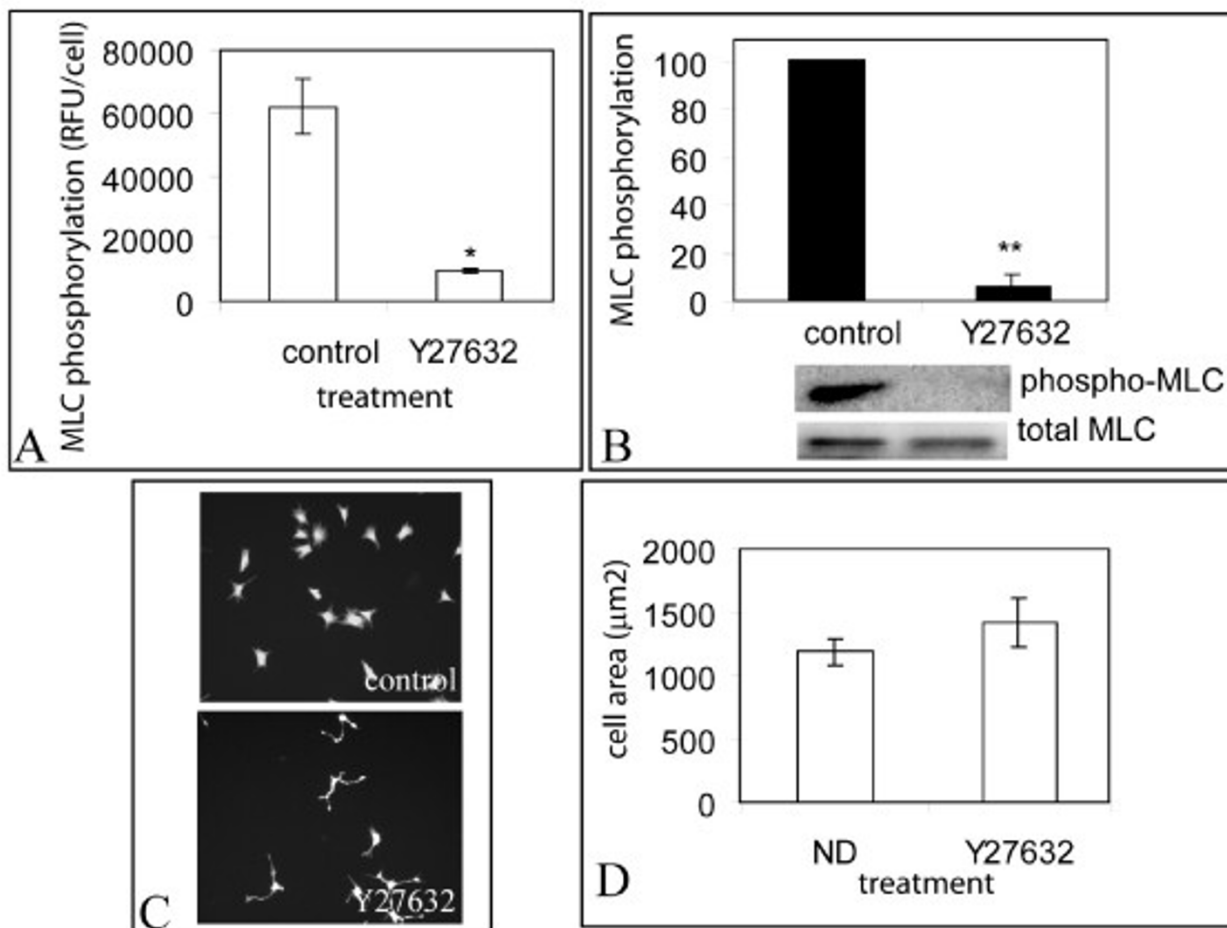 MLC phosphorylation (RFU/cell)
80000
60000
40000
20000
0
*
control Y27632
treatment
A
MLC phosphorylation
100
80
60
40
20
0
**
control Y27632
phospho-MLC
total MLC
B
control
Y27632
C
cell area (μm2)
2000
1500
1000
500
0
ND Y27632
treatment
D